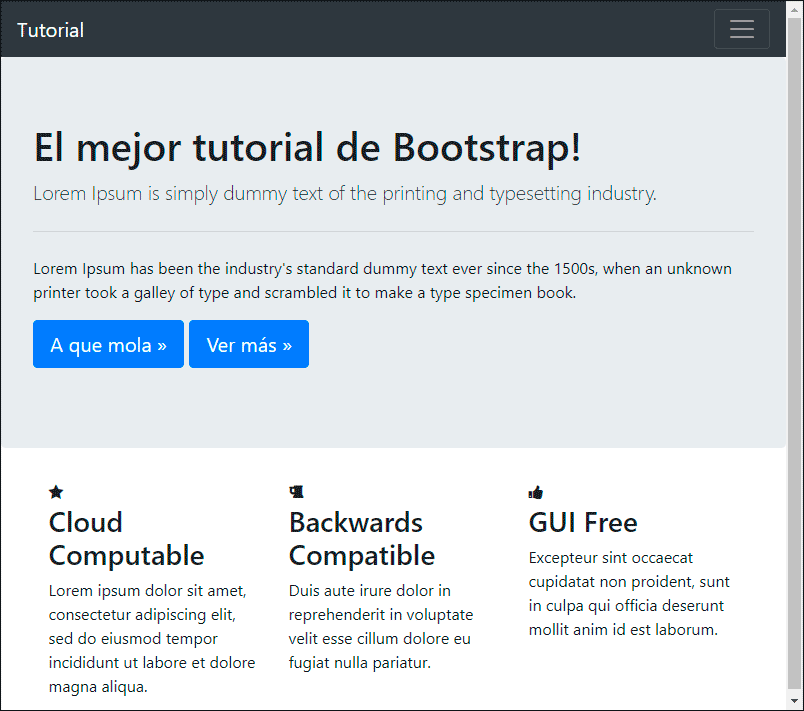 Tutorial
El mejor tutorial de Bootstrap!
Lorem Ipsum is simply dummy text of the printing and typesetting industry.
Lorem Ipsum has been the industry's standard dummy text ever since the 1500s, when an unknown
printer took a galley of type and scrambled it to make a type specimen book.
A que mola »
Ver más »
Cloud
Computable
Lorem ipsum dolor sit amet,
consectetur adipiscing elit,
sed do eiusmod tempor
incididunt ut labore et dolore
magna aliqua.
Backwards
Compatible
Duis aute irure dolor in
reprehenderit in voluptate
velit esse cillum dolore eu
fugiat nulla pariatur.
GUI Free
Excepteur sint occaecat
cupidatat non proident, sunt
in culpa qui officia deserunt
mollit anim id est laborum.